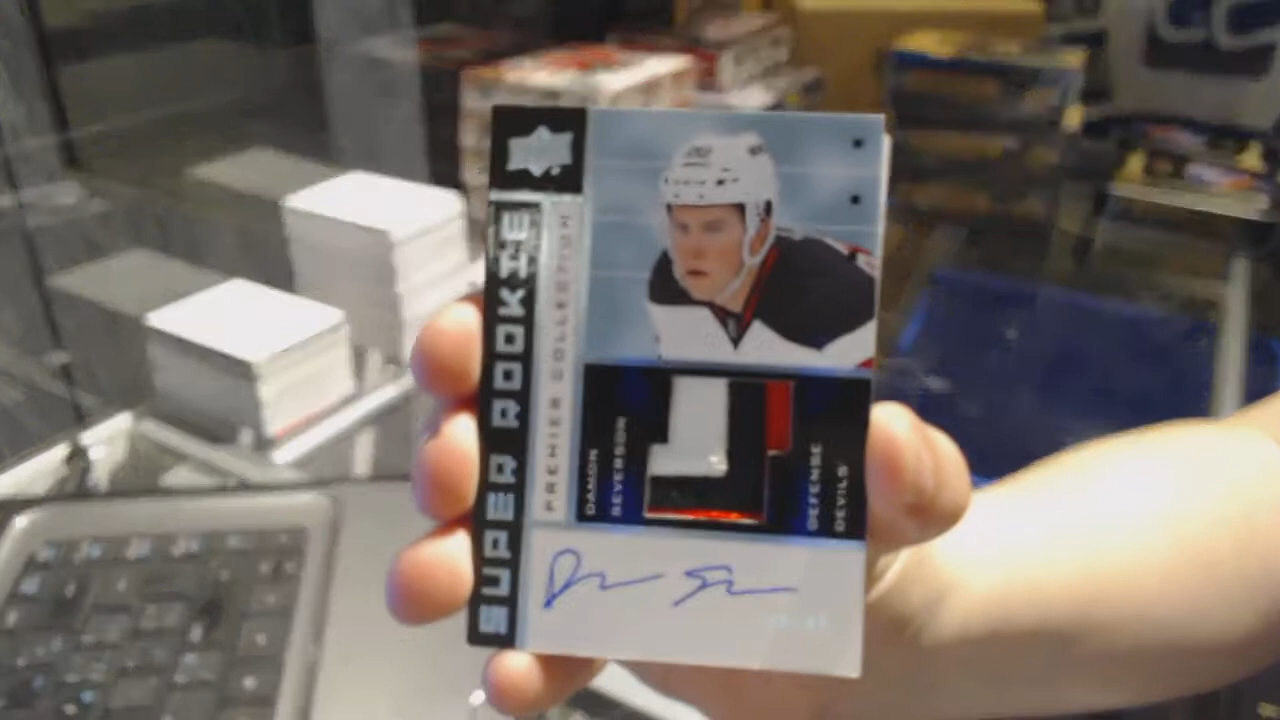 SUPER ROOKIE
PREMIER COLLECTION
DAMON
SEVERSON
DEFENSE
DEVILS